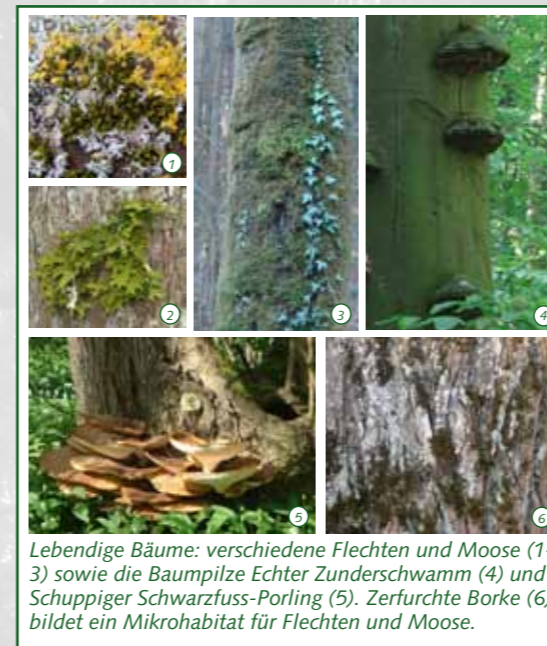 1
2
3
4
5
6
Lebendige Bäume: verschiedene Flechten und Moose (1-
3) sowie die Baumpilze Echter Zunderschwamm (4) und
Schuppiger Schwarzfuss-Porling (5). Zerfurchte Borke (6)
bildet ein Mikrohabitat für Flechten und Moose.